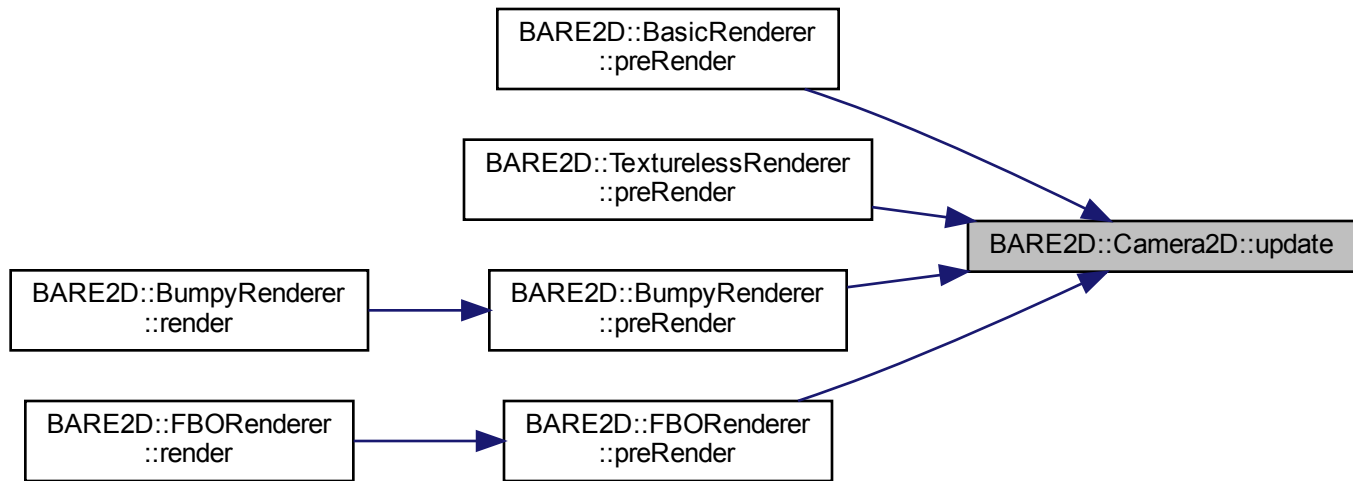 BARE2D::BasicRenderer
::preRender
BARE2D::TexturelessRenderer
::preRender
BARE2D::Camera2D::update
BARE2D::BumpyRenderer
::render
BARE2D::BumpyRenderer
::preRender
BARE2D::FBORenderer
::render
BARE2D::FBORenderer
::preRender